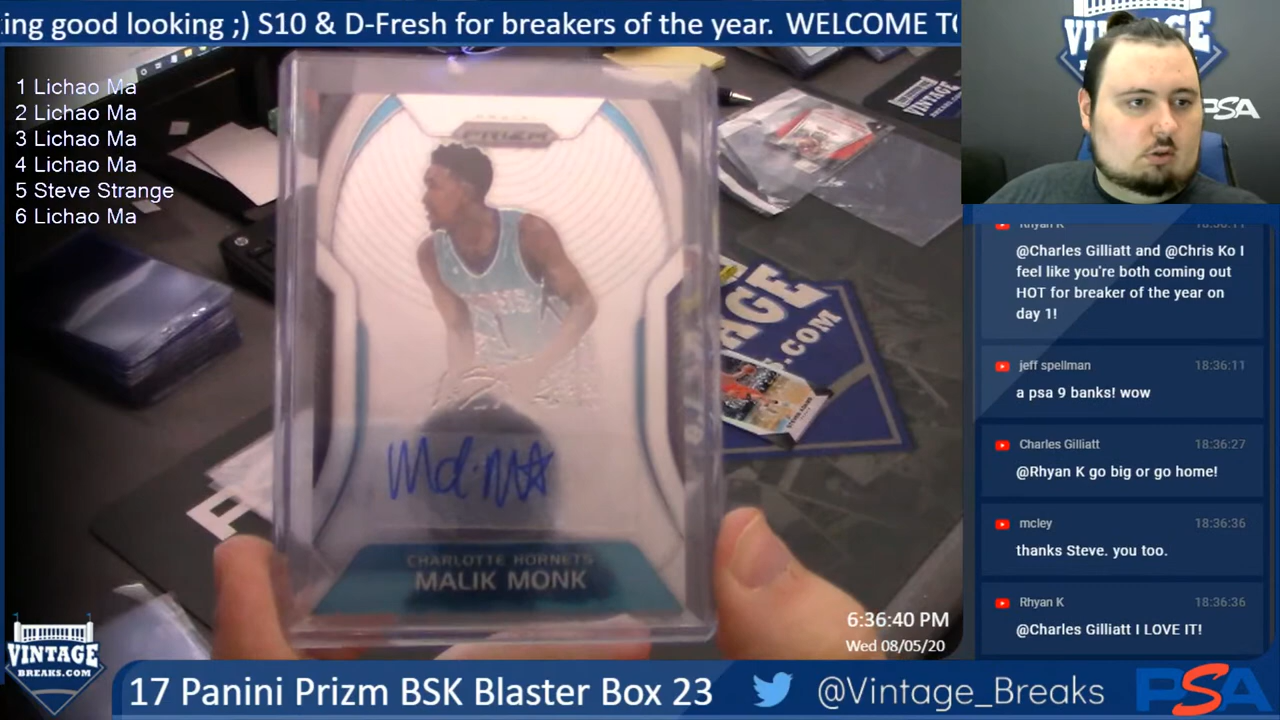 ing good looking ;) S10 & D-Fresh for breakers of the year. WELCOME TO
1 Lichao Ma
2 Lichao Ma
3 Lichao Ma
4 Lichao Ma
5 Steve Strange
6 Lichao Ma
PRIZM
CHARLOTTE HORNETS
MALIK MONK
VINTAGE
PSA
AGE
S.COM
Rhyan K 18:36:11
@Charles Gilliatt and @Chris Ko I
feel like you're both coming out
HOT for breaker of the year on
day 1!
jeff spellman 18:36:11
a psa 9 banks! wow
Charles Gilliatt 18:36:27
@Rhyan K go big or go home!
mcley 18:36:36
thanks Steve. you too.
Rhyan K 18:36:36
@Charles Gilliatt I LOVE IT!
6:36:40 PM
Wed 08/05/20
VINTAGE
BREAKS.COM
17 Panini Prizm BSK Blaster Box 23
@Vintage_Breaks
PSA